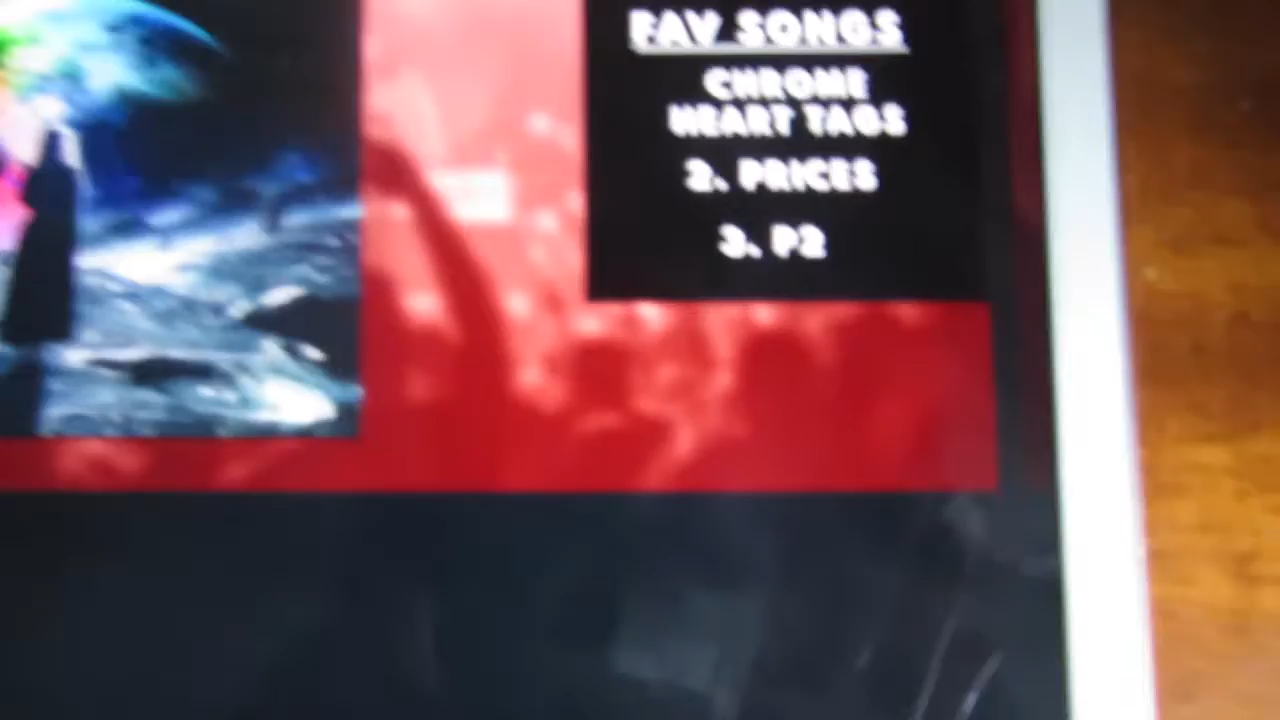 FAV SONGS
CHROME
HEART TAGS
2. PRICES
3. P2